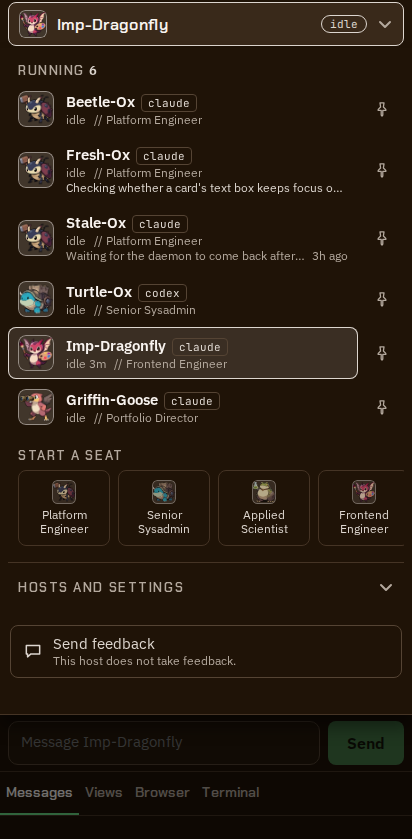 Imp-Dragonfly idle
RUNNING 6
Beetle-Ox claude
idle // Platform Engineer
Fresh-Ox claude
idle // Platform Engineer
Checking whether a card's text box keeps focus o...
Stale-Ox claude
idle // Platform Engineer
Waiting for the daemon to come back after... 3h ago
Turtle-Ox codex
idle // Senior Sysadmin
Imp-Dragonfly claude
idle 3m // Frontend Engineer
Griffin-Goose claude
idle // Portfolio Director
START A SEAT
Platform Engineer
Senior Sysadmin
Applied Scientist
Frontend Engineer
HOSTS AND SETTINGS
Send feedback
This host does not take feedback.
Message Imp-Dragonfly Send
Messages Views Browser Terminal